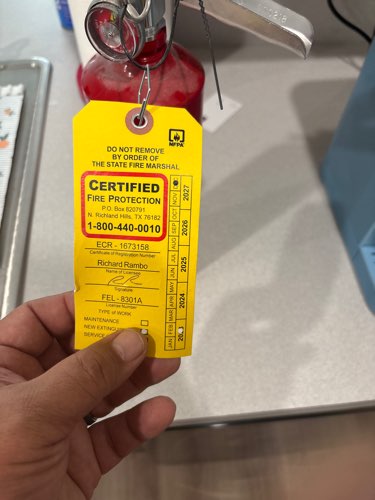 NFPA
DO NOT REMOVE
BY ORDER OF
THE STATE FIRE MARSHAL
CERTIFIED
FIRE PROTECTION
P.O. Box 820791
N. Richland Hills, TX 76182
1-800-440-0010
ECR - 1673158
Certificate of Registration Number
Richard Rambo
Name of Licensee
Signature
FEL - 8301A
License Number
TYPE OF WORK
MAINTENANCE
NEW EXTINGUISHER
SERVICE
JAN FEB MAR APR MAY JUN JUL AUG SEP OCT NOV
2024 2025 2026 2027